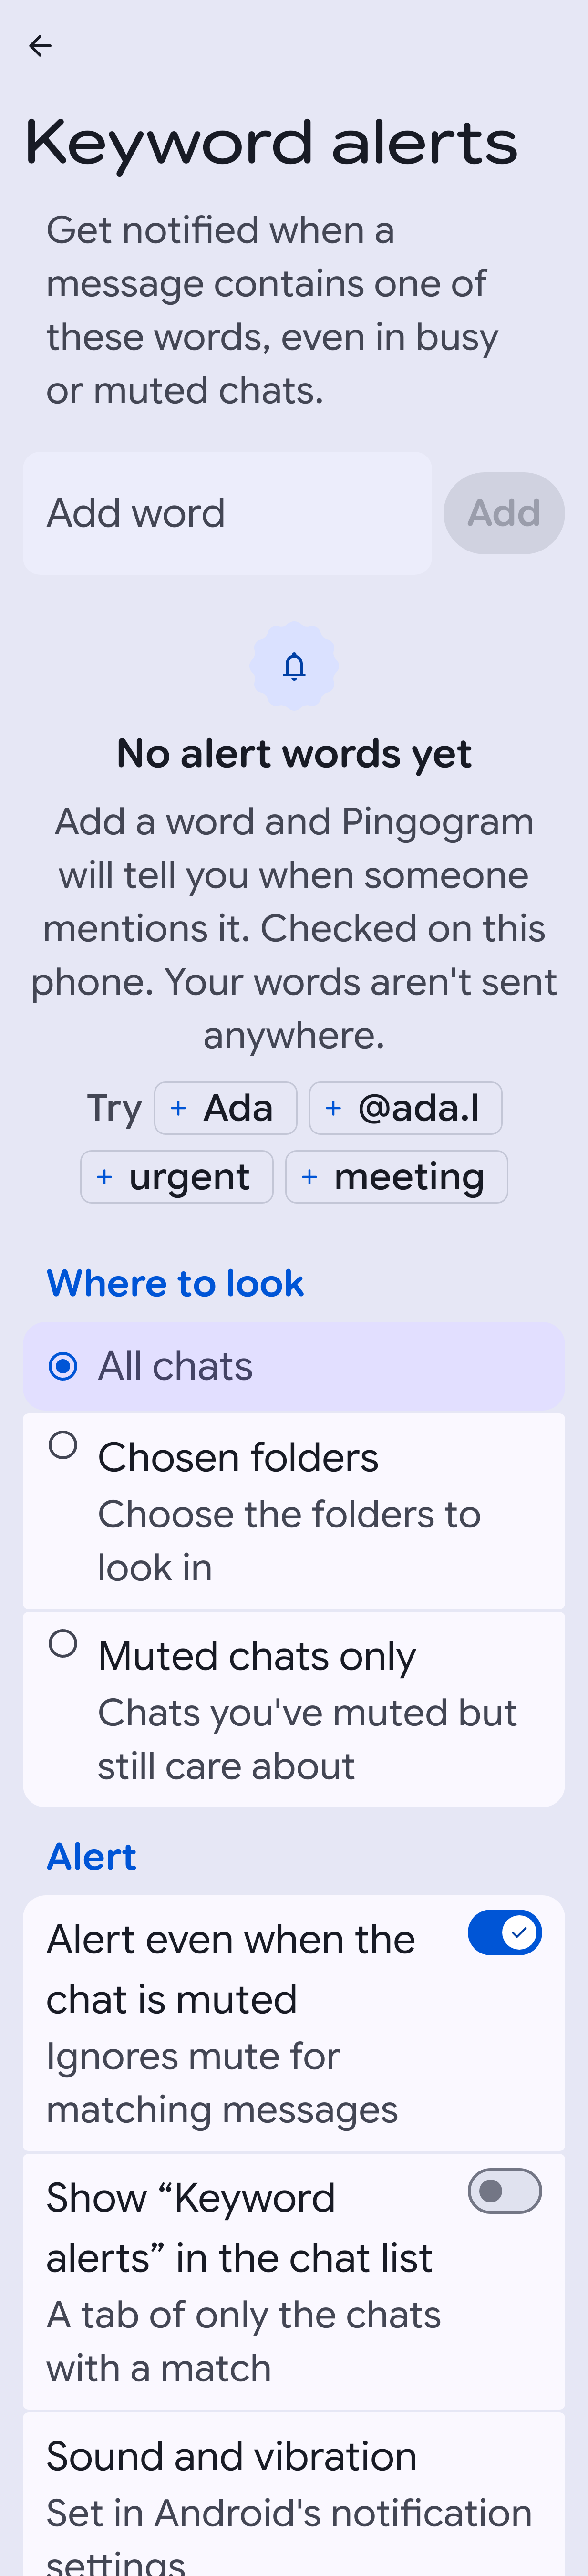 Keyword alerts
Get notified when a
message contains one of
these words, even in busy
or muted chats.
Add word
Add
No alert words yet
Add a word and Pingogram
will tell you when someone
mentions it. Checked on this
phone. Your words aren't sent
anywhere.
Try + Ada + @ada.l
+ urgent + meeting
Where to look
All chats
Chosen folders
Choose the folders to
look in
Muted chats only
Chats you've muted but
still care about
Alert
Alert even when the
chat is muted
Ignores mute for
matching messages
Show “Keyword
alerts” in the chat list
A tab of only the chats
with a match
Sound and vibration
Set in Android's notification
settings